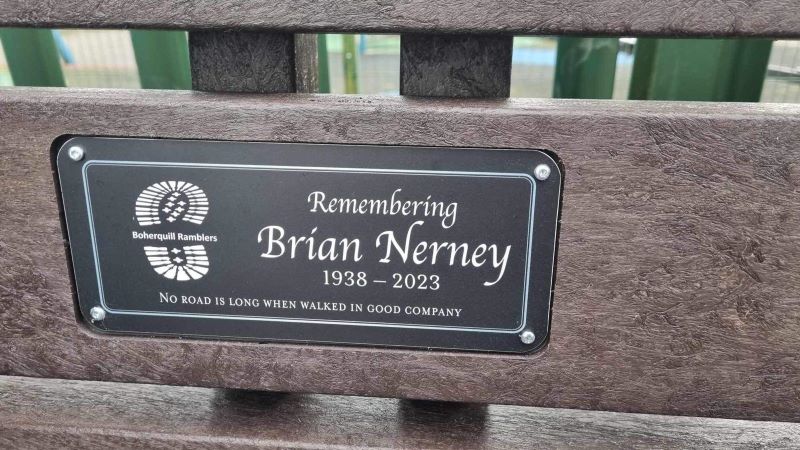 Boherquill Ramblers
Remembering
Brian Nerney
1938 – 2023
No road is long when walked in good company